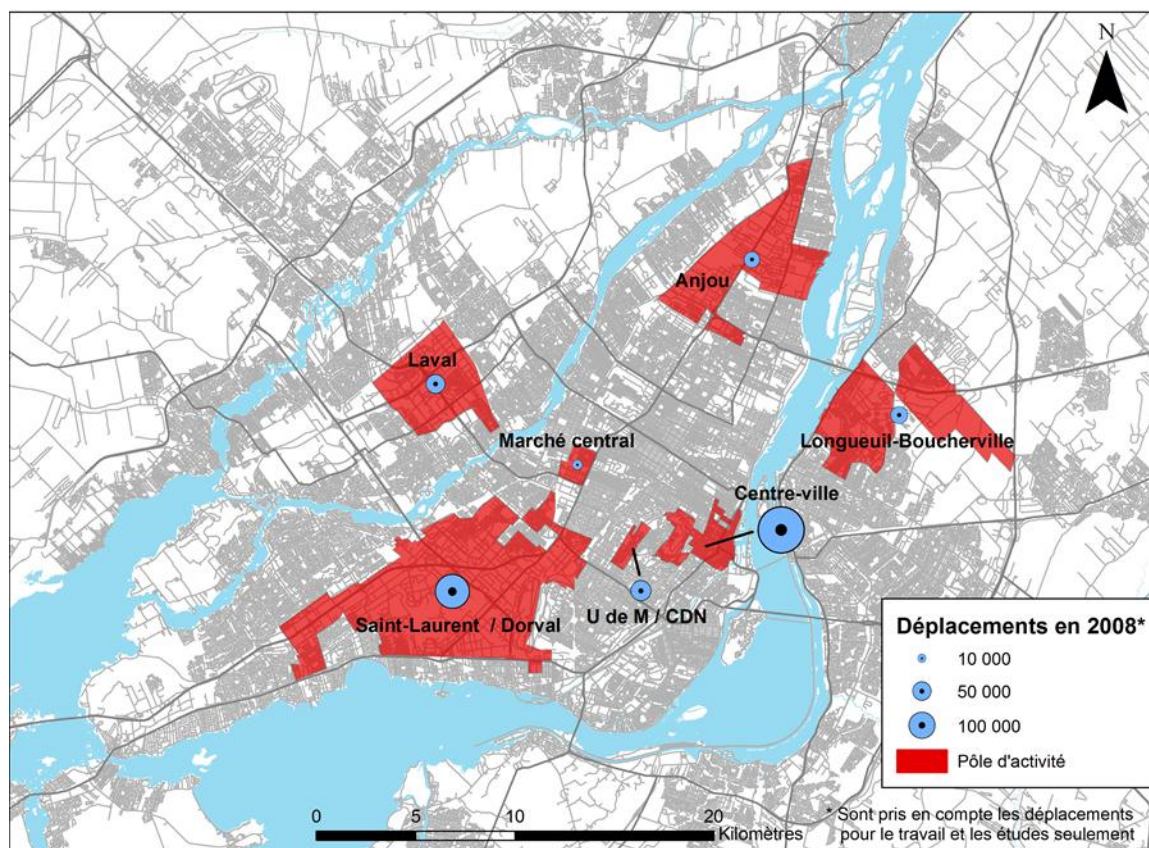 N
Anjou
Laval
Marché central
Longueuil-Boucherville
Centre-ville
U de M / CDN
Saint-Laurent / Dorval
Déplacements en 2008*
10 000
50 000
100 000
Pôle d'activité
0 5 10 20
Kilomètres
* Sont pris en compte les déplacements
pour le travail et les études seulement